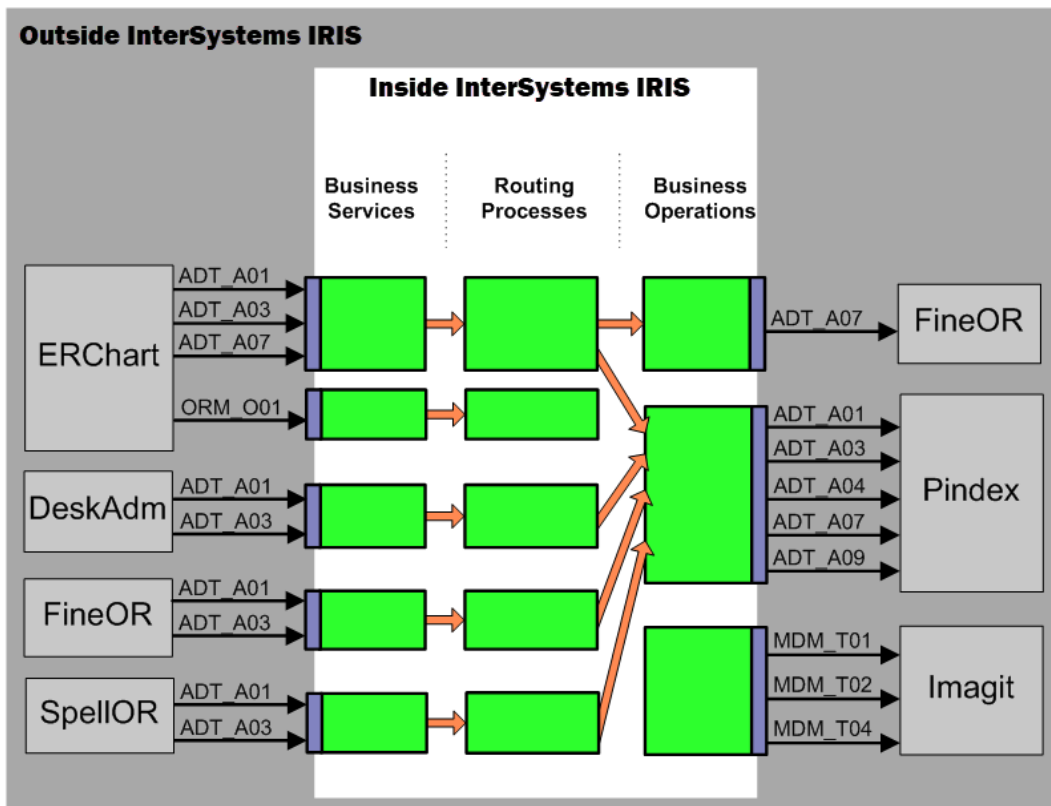 Outside InterSystems IRIS
Inside InterSystems IRIS
Business
Services
Routing
Processes
Business
Operations
ERChart
ADT_A01
ADT_A03
ADT_A07
ORM_O01
DeskAdm
ADT_A01
ADT_A03
FineOR
ADT_A01
ADT_A03
SpellOR
ADT_A01
ADT_A03
ADT_A07
FineOR
ADT_A01
ADT_A03
ADT_A04
ADT_A07
ADT_A09
Pindex
MDM_T01
MDM_T02
MDM_T04
Imagit